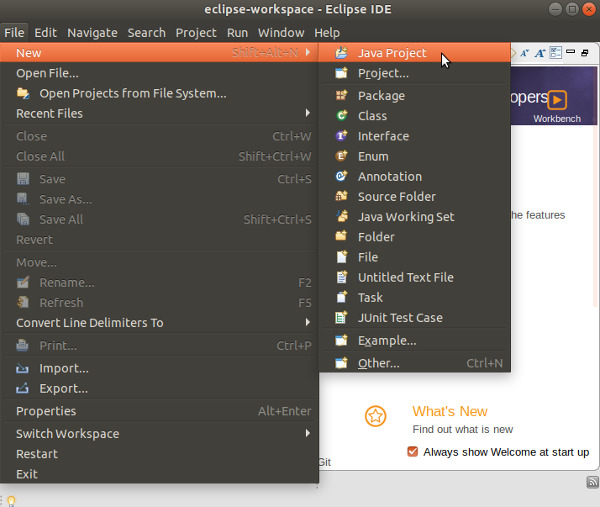 eclipse-workspace - Eclipse IDE
File Edit Navigate Search Project Run Window Help
New Shift+Alt+N
Open File...
Open Projects from File System...
Recent Files
Close Ctrl+W
Close All Shift+Ctrl+W
Save Ctrl+S
Save As...
Save All Shift+Ctrl+S
Revert
Move...
Rename... F2
Refresh F5
Convert Line Delimiters To
Print... Ctrl+P
Import...
Export...
Properties Alt+Enter
Switch Workspace
Restart
Exit
Java Project
Project...
Package
Class
Interface
Enum
Annotation
Source Folder
Java Working Set
Folder
File
Untitled Text File
Task
JUnit Test Case
Example...
Other... Ctrl+N
opers
Workbench
he features
What's New
Find out what is new
Always show Welcome at start up
Git